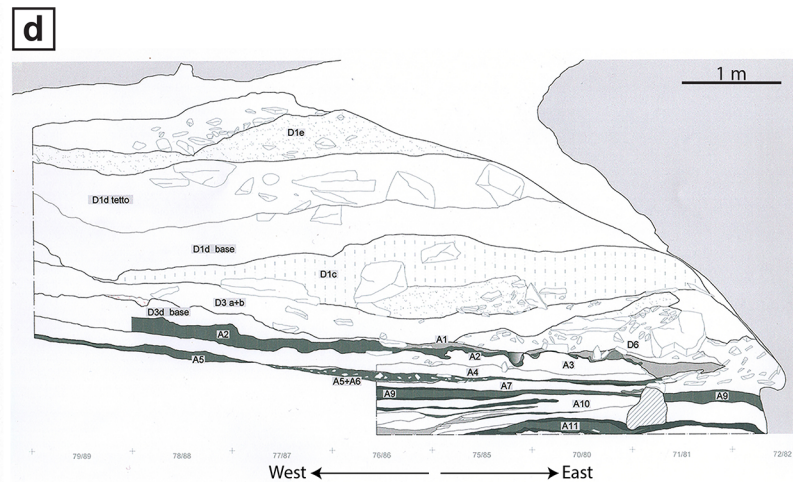 d
1 m
D1e
D1d tetto
D1d base
D1c
D3 a+b
D3d base
A2
A1
D6
A2
A5
A4
A3
A5+A6
A7
A9
A10
A9
A11
79/89
78/88
77/87
76/86
75/85
70/80
71/81
72/82
West
East